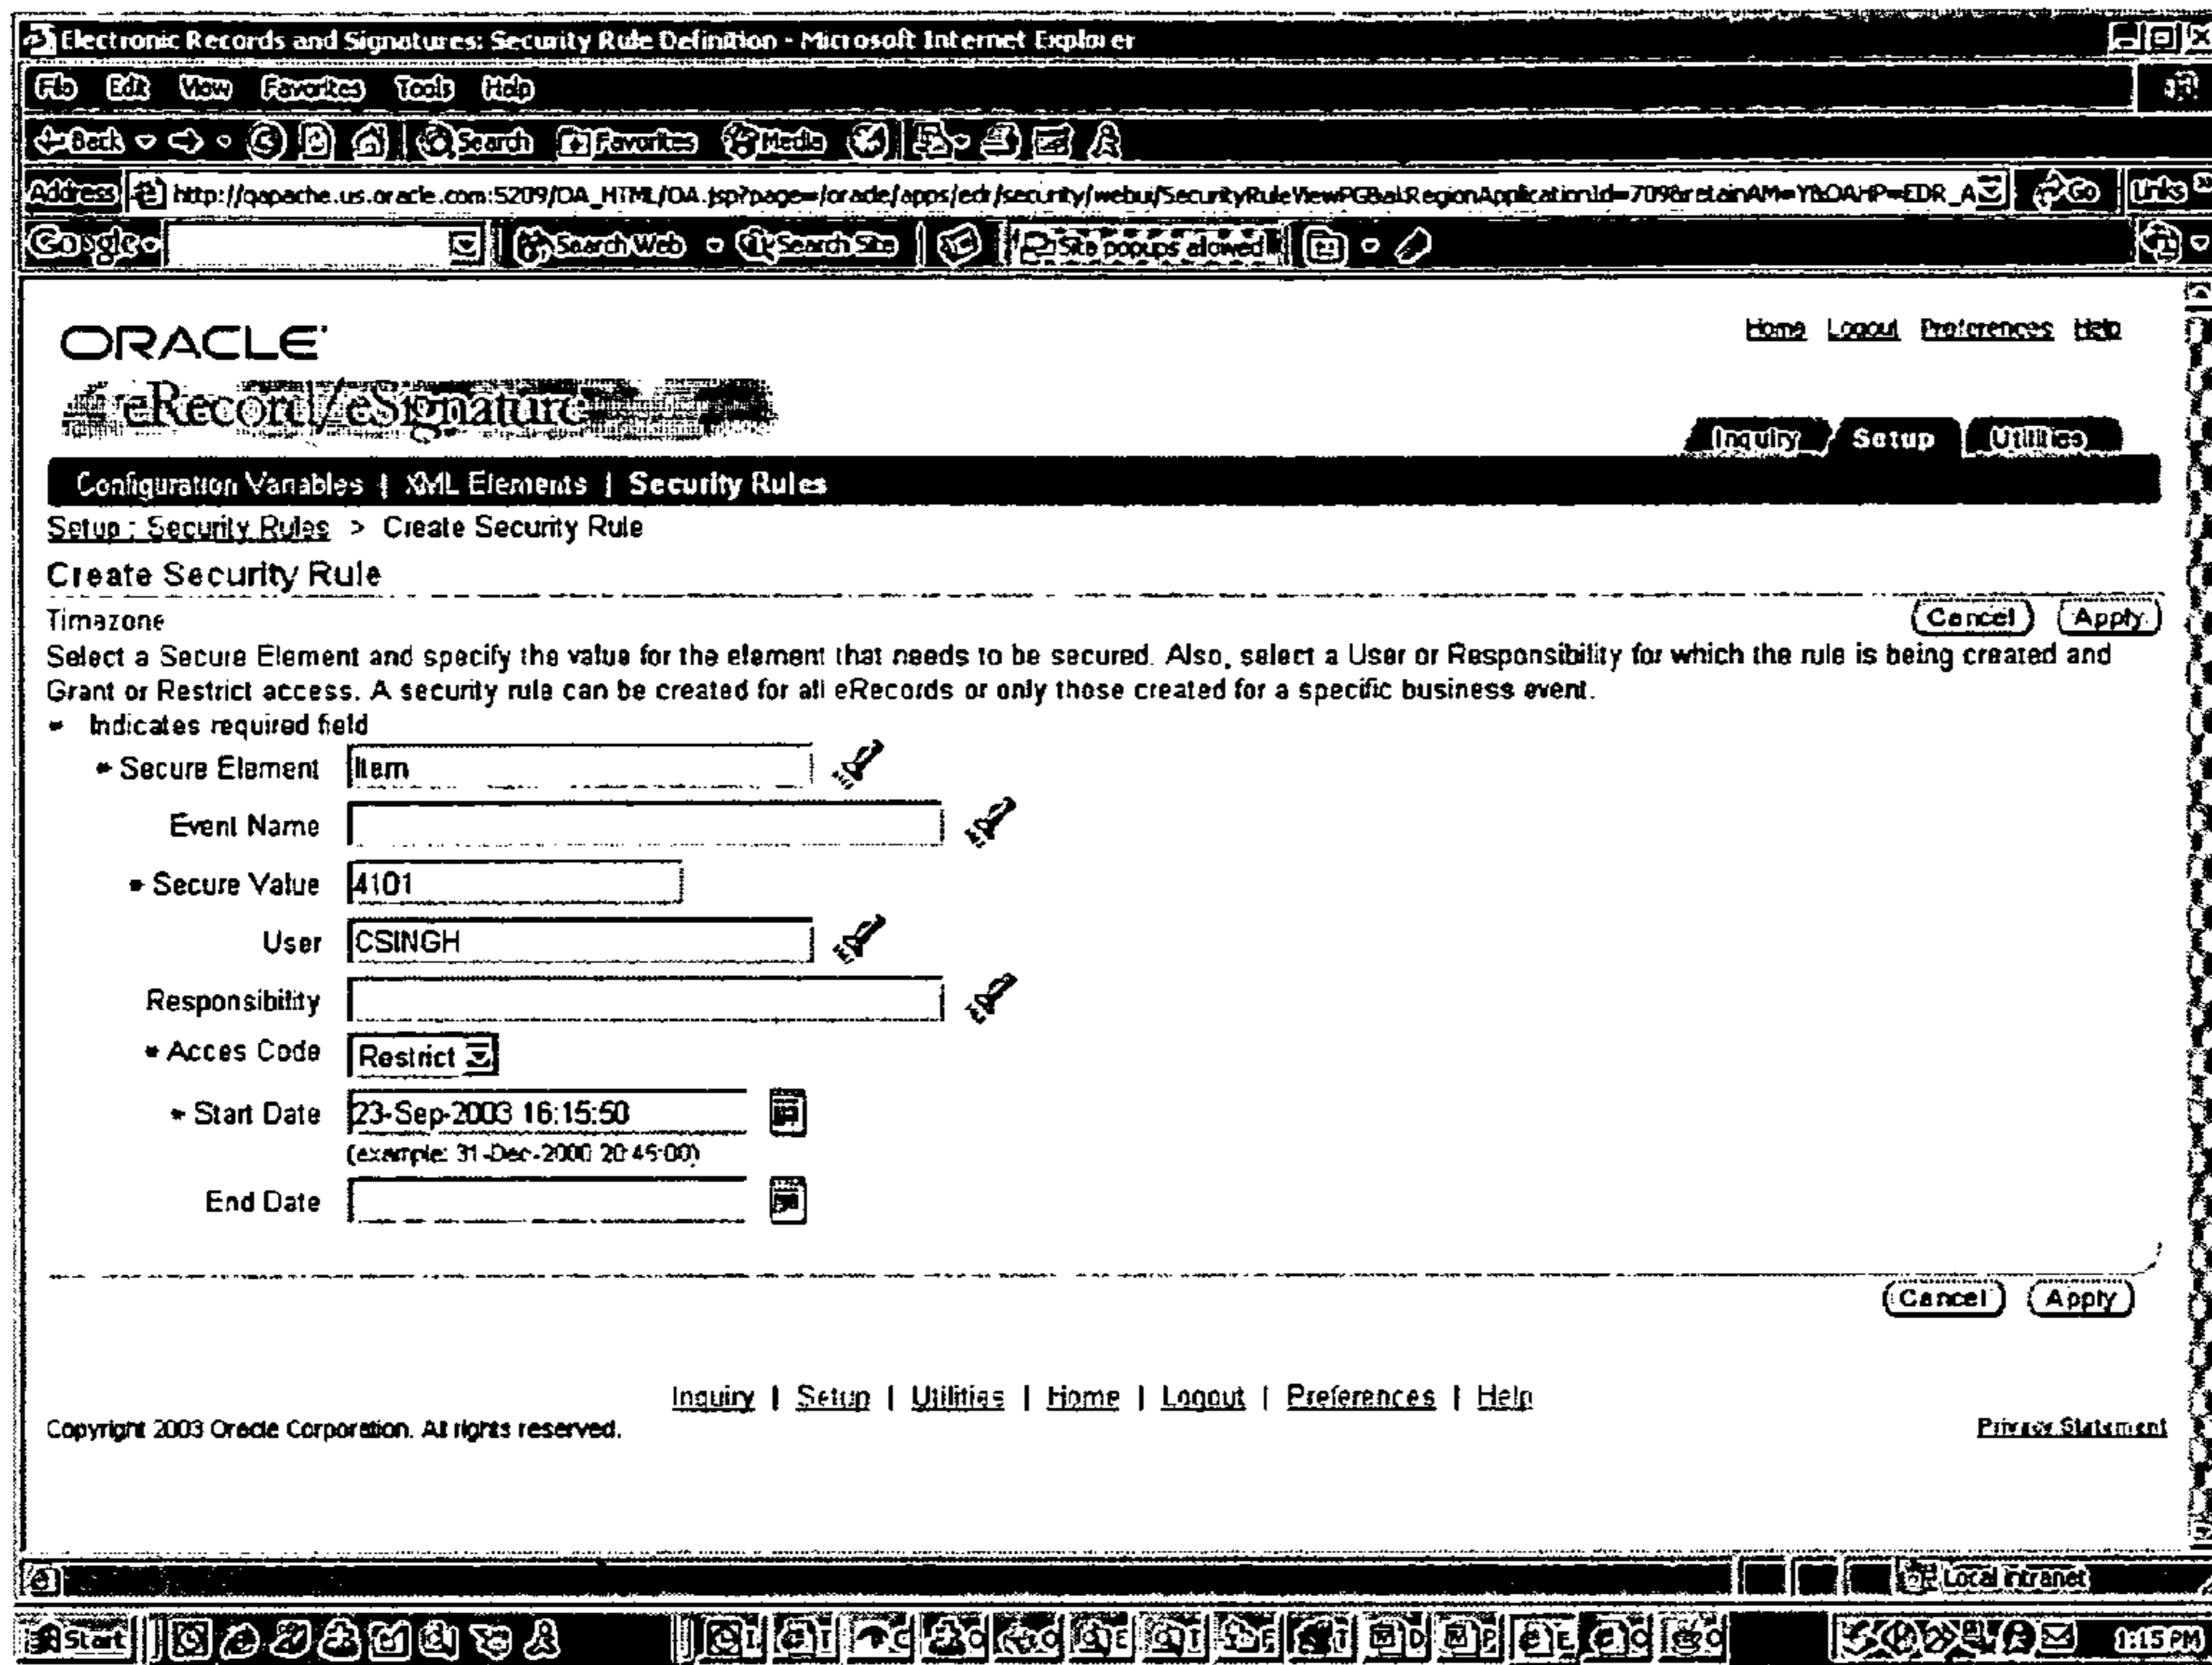 Electronic Records and Signatures: Security Rule Definition - Microsoft Internet Explorer
File Edit View Favorites Tools Help
Back Search Favorites Media
Address http://qapache.us.oracle.com:5209/OA_HTML/OA.jsp?page=/oracle/apps/edr/security/webui/SecurityRuleViewPG&akRegionApplicationId=709&retainAM=Y&OAHP=EDR_A Go Links
Google Search Web Search Site Site popups allowed
ORACLE
Home Logout Preferences Help
eRecord/eSignature
Inquiry Setup Utilities
Configuration Variables | XML Elements | Security Rules
Setup : Security Rules > Create Security Rule
Create Security Rule
Timezone
Cancel Apply
Select a Secure Element and specify the value for the element that needs to be secured. Also, select a User or Responsibility for which the rule is being created and
Grant or Restrict access. A security rule can be created for all eRecords or only those created for a specific business event.
* Indicates required field
* Secure Element Item
Event Name
* Secure Value 4101
User CSINGH
Responsibility
* Acces Code Restrict
* Start Date 23-Sep-2003 16:15:50
(example: 31-Dec-2000 20:45:00)
End Date
Cancel Apply
Inquiry | Setup | Utilities | Home | Logout | Preferences | Help
Copyright 2003 Oracle Corporation. All rights reserved.
Privacy Statement
Local intranet
Start
1:15 PM